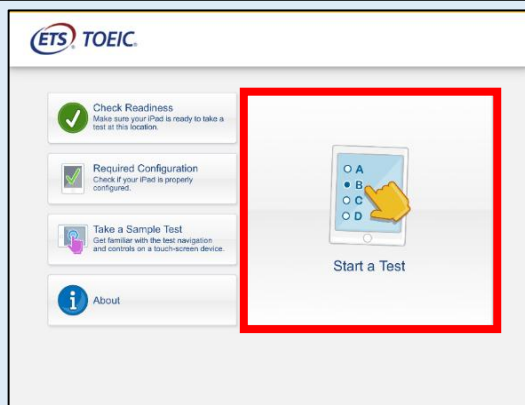 ETS TOEIC.
Check Readiness
Make sure your iPad is ready to take a
test at this location.
Required Configuration
Check if your iPad is properly
configured.
Take a Sample Test
Get familiar with the test navigation
and controls on a touch-screen device.
i About
A
B
C
D
Start a Test